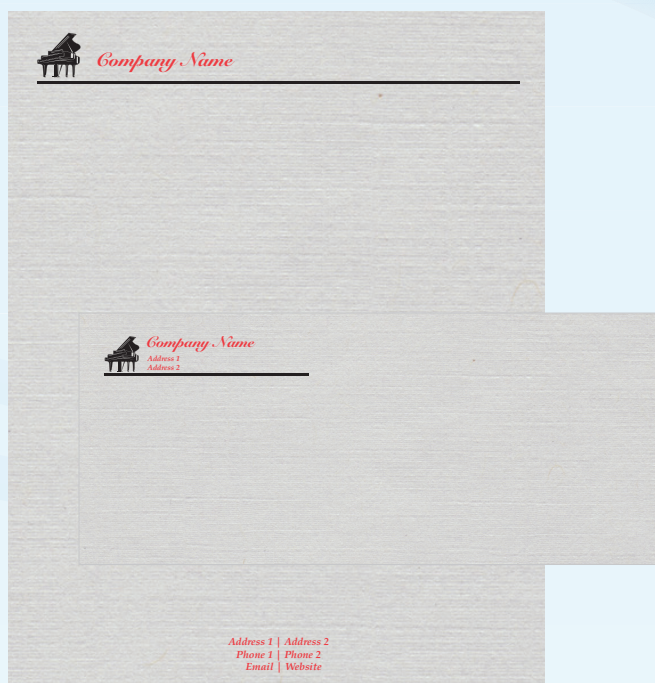 Company Name
Company Name
Address 1
Address 2
Address 1 | Address 2
Phone 1 | Phone 2
Email | Website